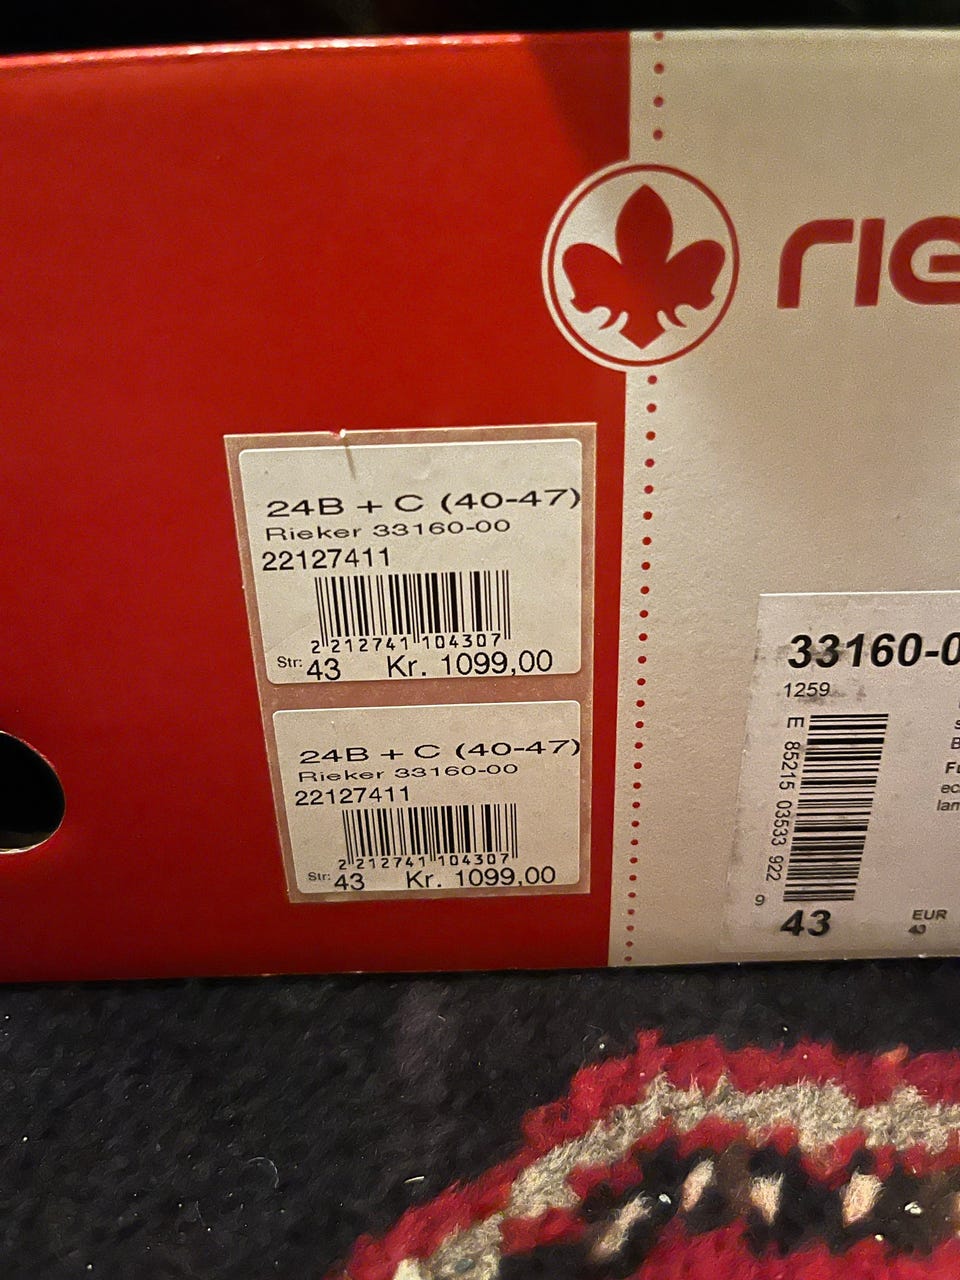 rie
24B + C (40-47)
Rieker 33160-00
22127411
2 212741 104307
Str: 43 Kr. 1099,00
24B + C (40-47)
Rieker 33160-00
22127411
2 212741 104307
Str: 43 Kr. 1099,00
33160-0
1259
E 85215 03533 922
9
43
EUR
43